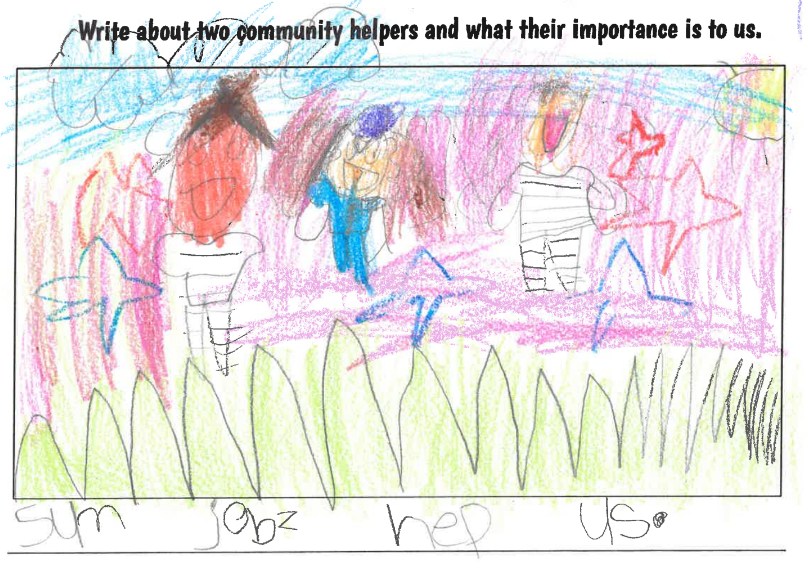 Write about two community helpers and what their importance is to us.
sum jobz hep us.